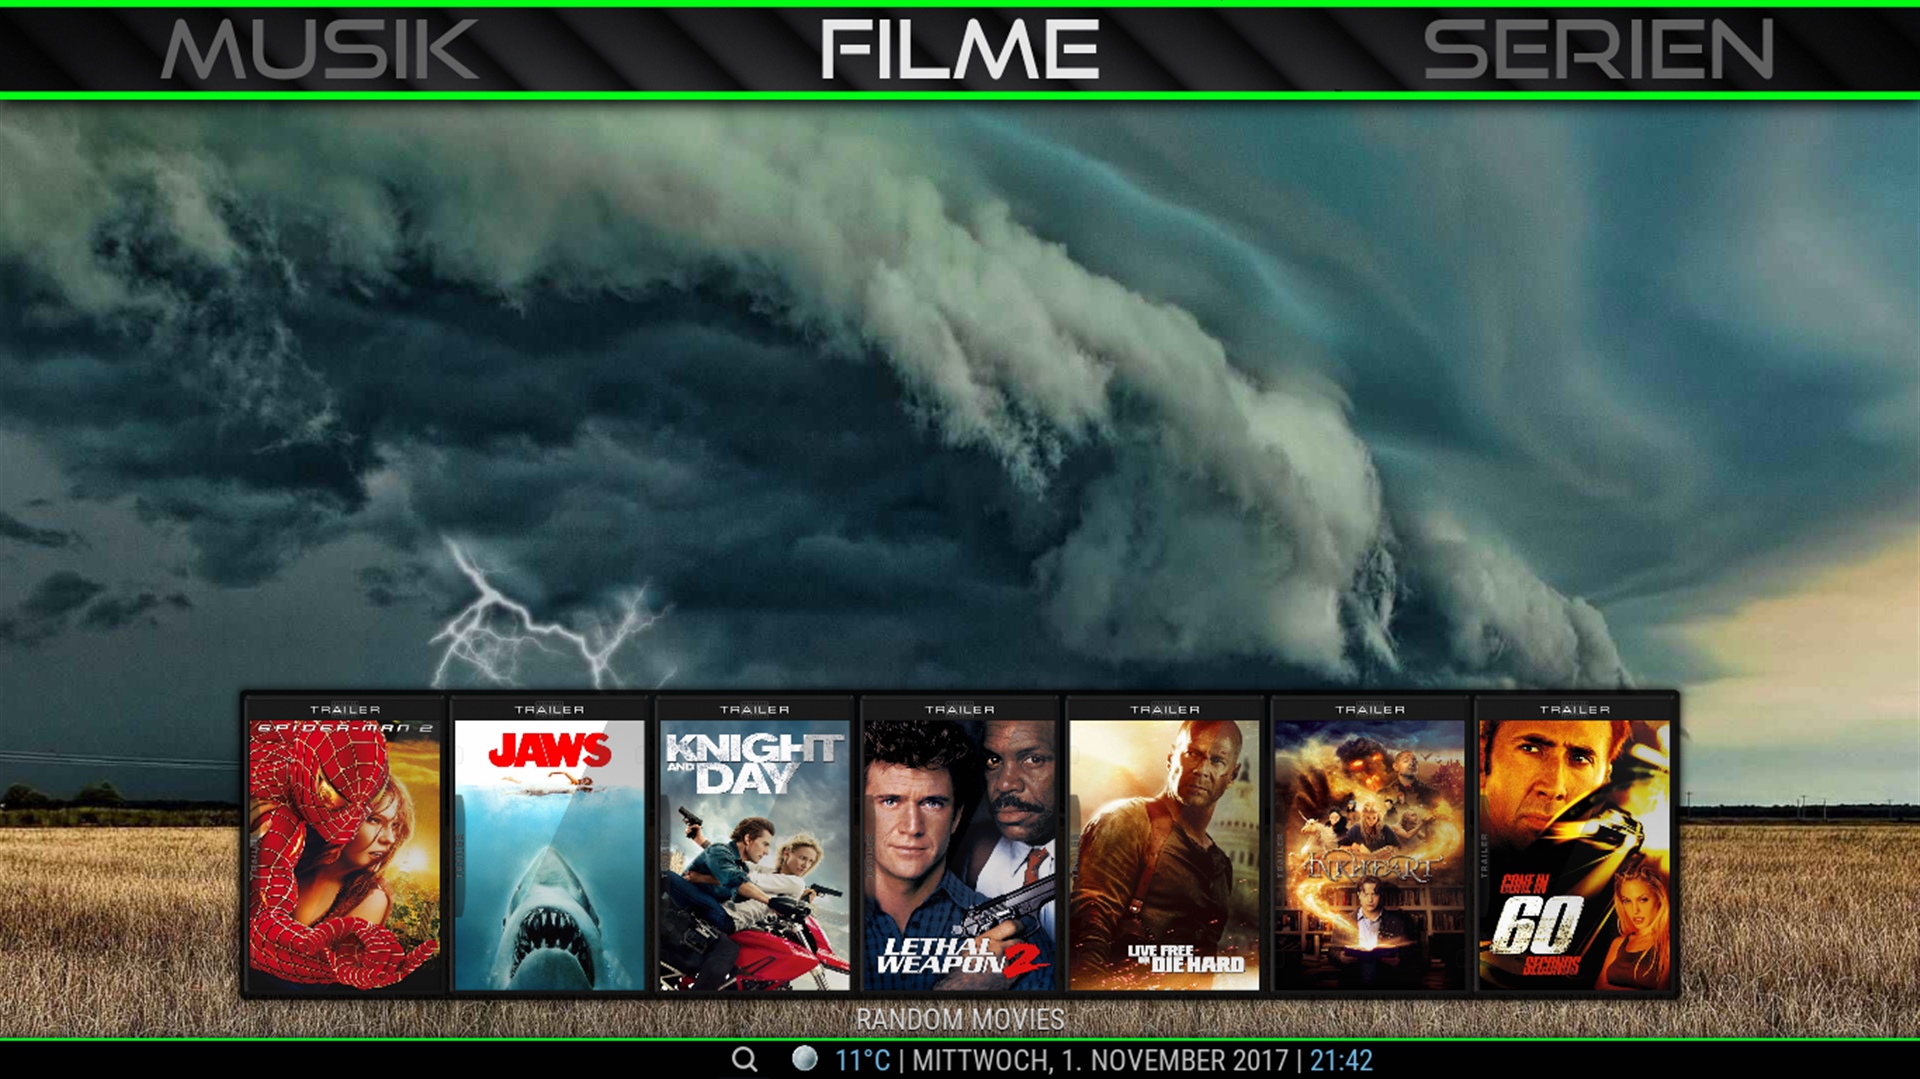 MUSIK FILME SERIEN
TRAILER TRAILER TRAILER TRAILER TRAILER TRAILER TRAILER
SPIDER-MAN 2
JAWS
KNIGHT
AND DAY
LETHAL
WEAPON 2
LIVE FREE
OR DIE HARD
INKHEART
TRAILER
GONE IN
60
SECONDS
RANDOM MOVIES
11°C | MITTWOCH, 1. NOVEMBER 2017 | 21:42